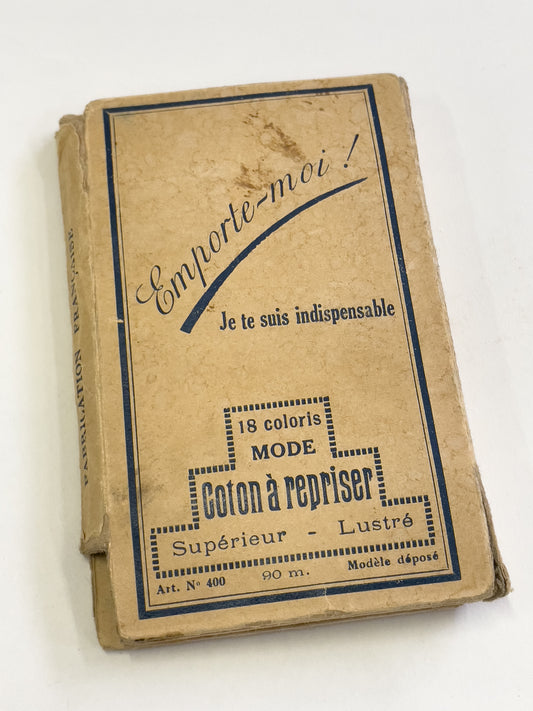 Emporte-moi !
Je te suis indispensable
18 coloris
MODE
Coton à repriser
Supérieur - Lustré
Art. N° 400
90 m.
Modèle déposé
FABRICATION FRANÇAISE